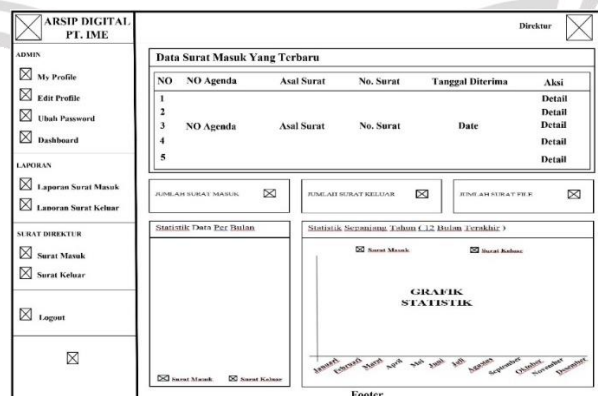 ARSIP DIGITAL
PT. IME
Direktur
ADMIN
My Profile
Edit Profile
Ubah Password
Dashboard
LAPORAN
Laporan Surat Masuk
Laporan Surat Keluar
SURAT DIREKTUR
Surat Masuk
Surat Keluar
Logout
Data Surat Masuk Yang Terbaru
NO NO Agenda Asal Surat No. Surat Tanggal Diterima Aksi
1 Detail
2 Detail
3 NO Agenda Asal Surat No. Surat Date Detail
4 Detail
5 Detail
JUMLAH SURAT MASUK
JUMLAH SURAT KELUAR
JUMLAH SURAT FILE
Statistik Data Per Bulan
Surat Masuk Surat Keluar
Statistik Sepanjang Tahun ( 12 Bulan Terakhir )
Surat Masuk Surat Keluar
GRAFIK
STATISTIK
Januari Februari Maret April Mei Juni Juli Agustus September Oktober November Desember
Footer